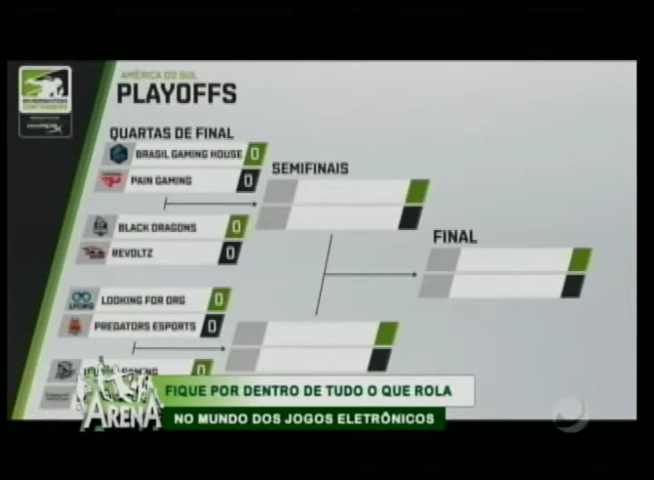 AMÉRICA DO SUL
PLAYOFFS
QUARTAS DE FINAL
BRASIL GAMING HOUSE 0
PAIN GAMING 0
SEMIFINAIS
BLACK DRAGONS 0
REVOLTZ 0
FINAL
LFORG LOOKING FOR ORG 0
PREDATORS ESPORTS 0
GAMING 0
ARENA
FIQUE POR DENTRO DE TUDO O QUE ROLA
NO MUNDO DOS JOGOS ELETRÔNICOS